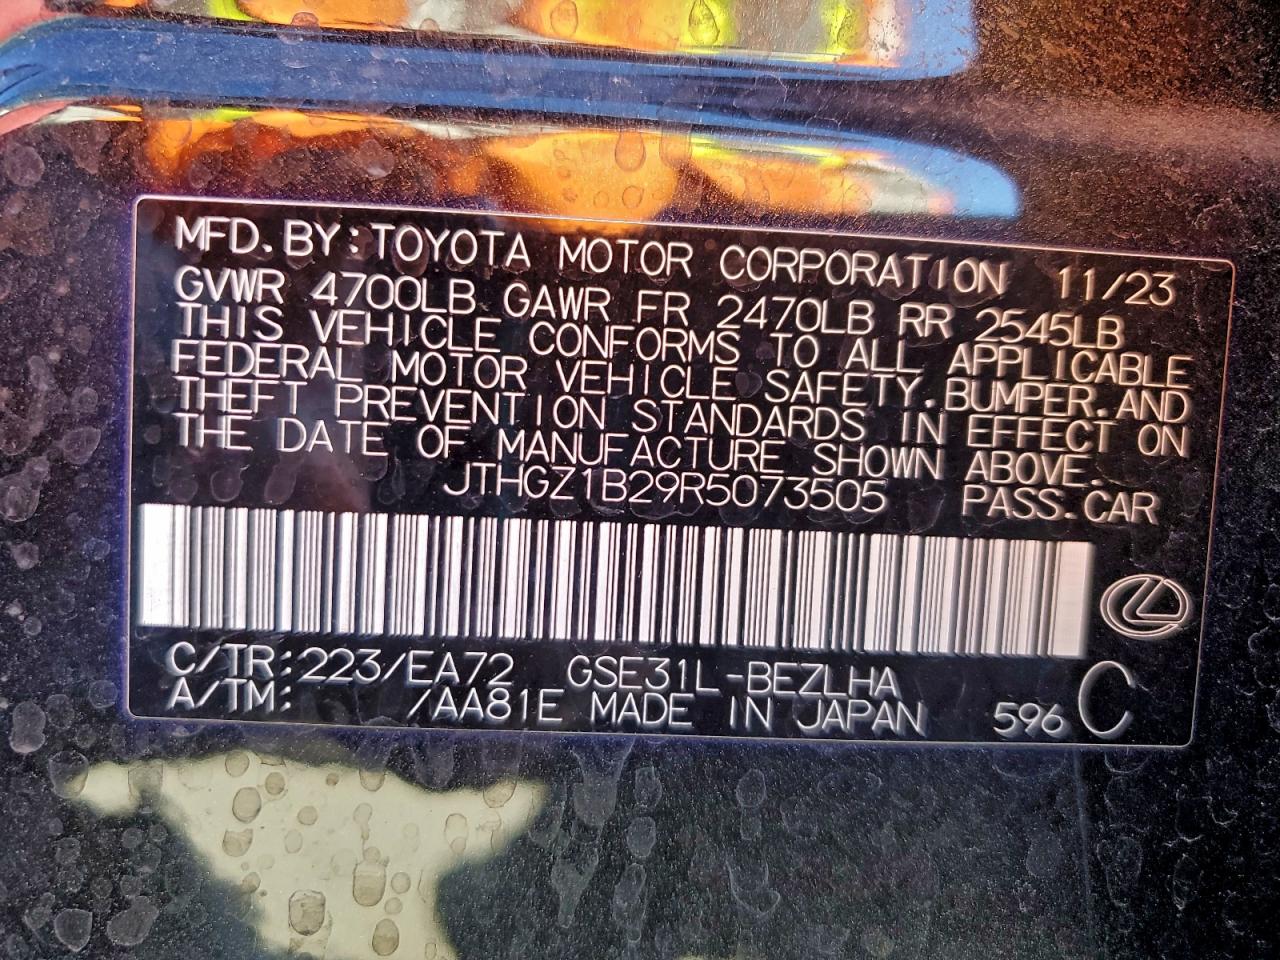 MFD. BY: TOYOTA MOTOR CORPORATION 11/23
GVWR 4700LB GAWR FR 2470LB RR 2545LB
THIS VEHICLE CONFORMS TO ALL APPLICABLE
FEDERAL MOTOR VEHICLE SAFETY, BUMPER, AND
THEFT PREVENTION STANDARDS IN EFFECT ON
THE DATE OF MANUFACTURE SHOWN ABOVE.
JTHGZ1B29R5073505 PASS. CAR
C/TR: 223/EA72 GSE31L-BEZLHA
A/TM: /AA81E MADE IN JAPAN 596 C